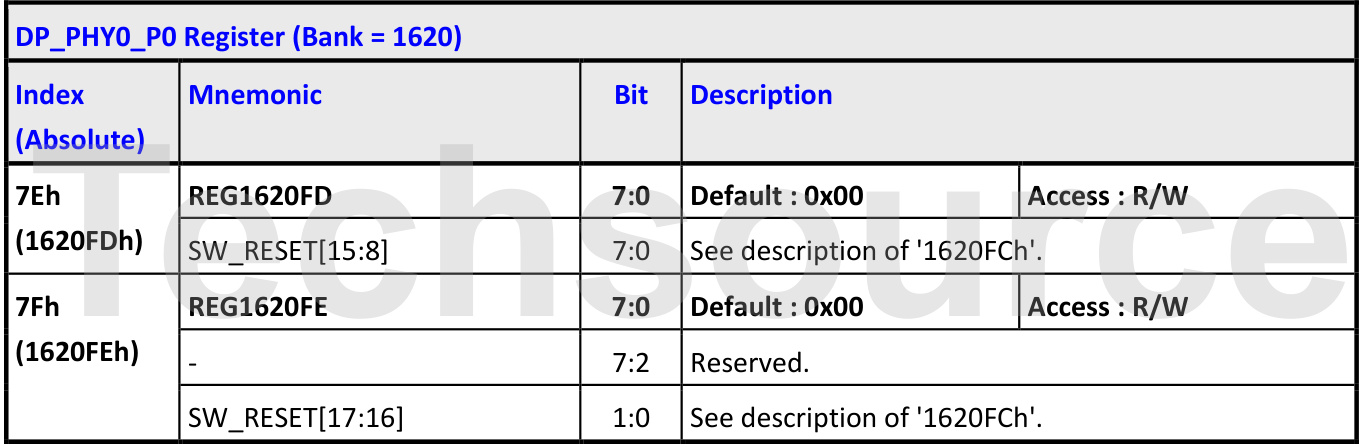 DP_PHY0_P0 Register (Bank = 1620)
Index (Absolute) Mnemonic Bit Description
7Eh (1620FDh) REG1620FD 7:0 Default : 0x00 Access : R/W
SW_RESET[15:8] 7:0 See description of '1620FCh'.
7Fh (1620FEh) REG1620FE 7:0 Default : 0x00 Access : R/W
- 7:2 Reserved.
SW_RESET[17:16] 1:0 See description of '1620FCh'.
Techsource